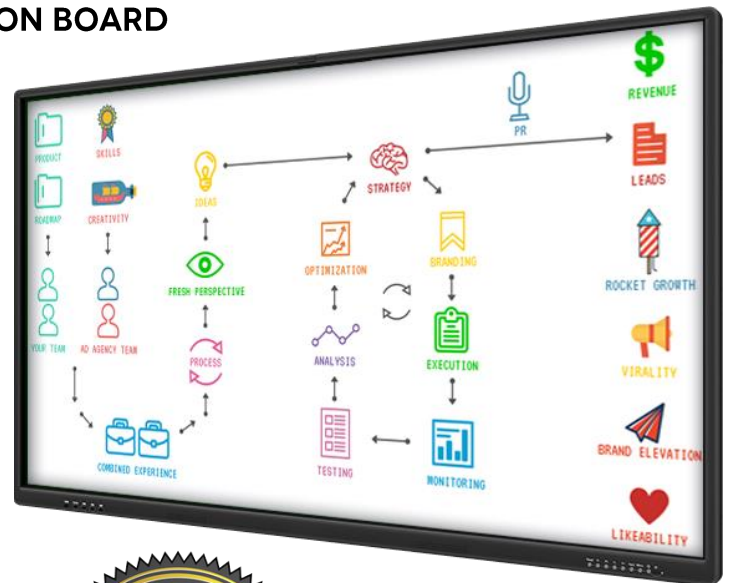 ON BOARD
PRODUCT
SKILLS
ROADMAP
CREATIVITY
YOUR TEAM
AD AGENCY TEAM
COMBINED EXPERIENCE
PROCESS
FRESH PERSPECTIVE
IDEAS
STRATEGY
BRANDING
EXECUTION
MONITORING
TESTING
ANALYSIS
OPTIMIZATION
PR
$
REVENUE
LEADS
ROCKET GROWTH
VIRALITY
BRAND ELEVATION
LIKEABILITY